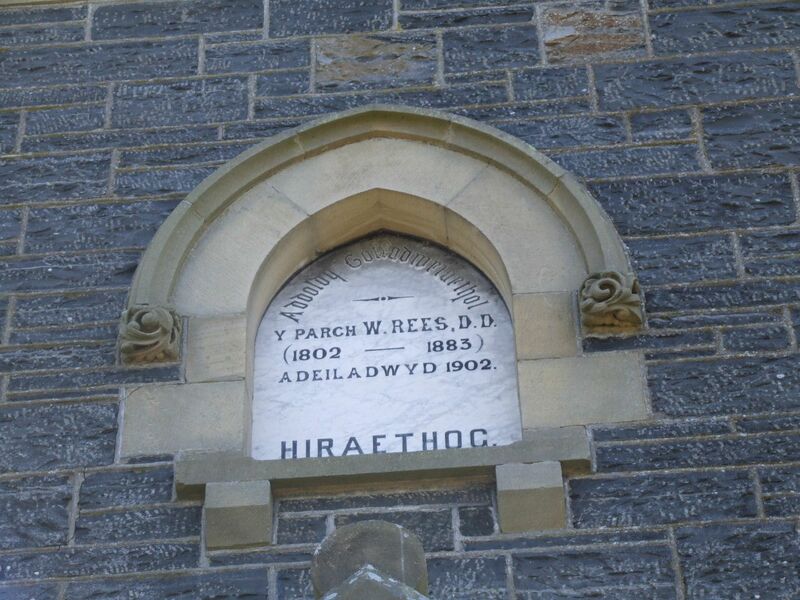 Addoldy Coffadwriaethol
Y PARCH W. REES, D.D.
(1802 — 1883)
ADEILADWYD 1902.
HIRAETHOG.